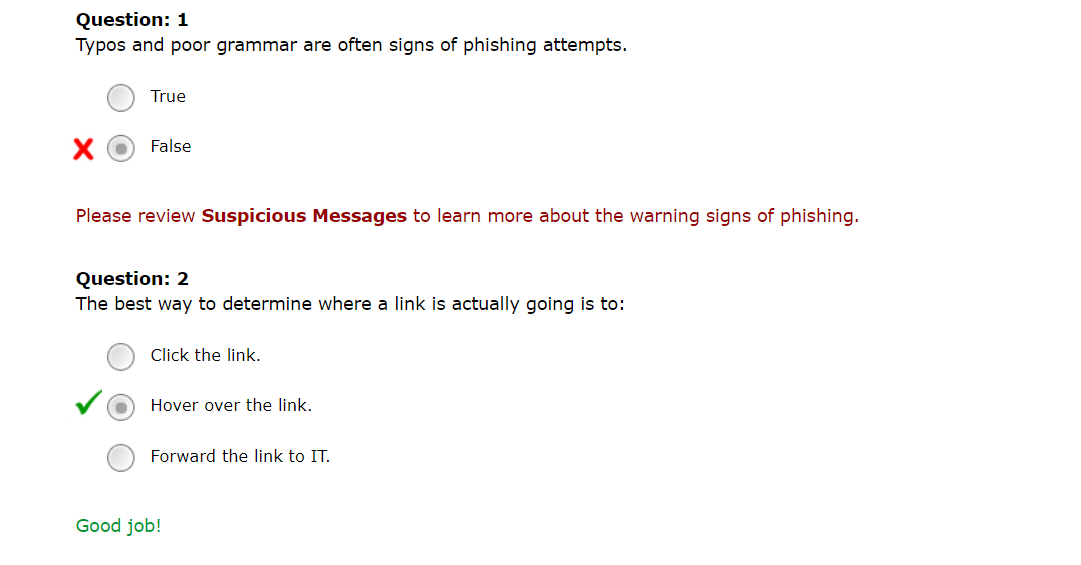 Question: 1
Typos and poor grammar are often signs of phishing attempts.
True
False
Please review Suspicious Messages to learn more about the warning signs of phishing.
Question: 2
The best way to determine where a link is actually going is to:
Click the link.
Hover over the link.
Forward the link to IT.
Good job!